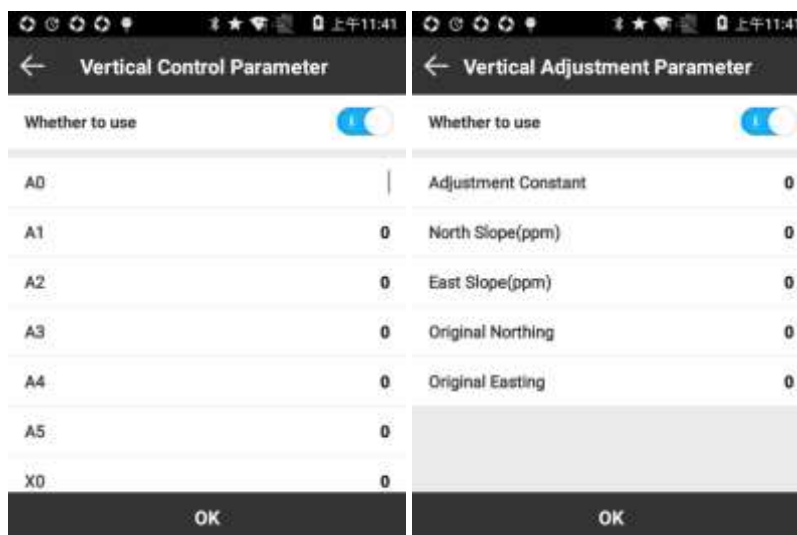 上午11:41
Vertical Control Parameter
Whether to use
A0
A1 0
A2 0
A3 0
A4 0
A5 0
X0 0
OK
上午11:41
Vertical Adjustment Parameter
Whether to use
Adjustment Constant 0
North Slope(ppm) 0
East Slope(ppm) 0
Original Northing 0
Original Easting 0
OK